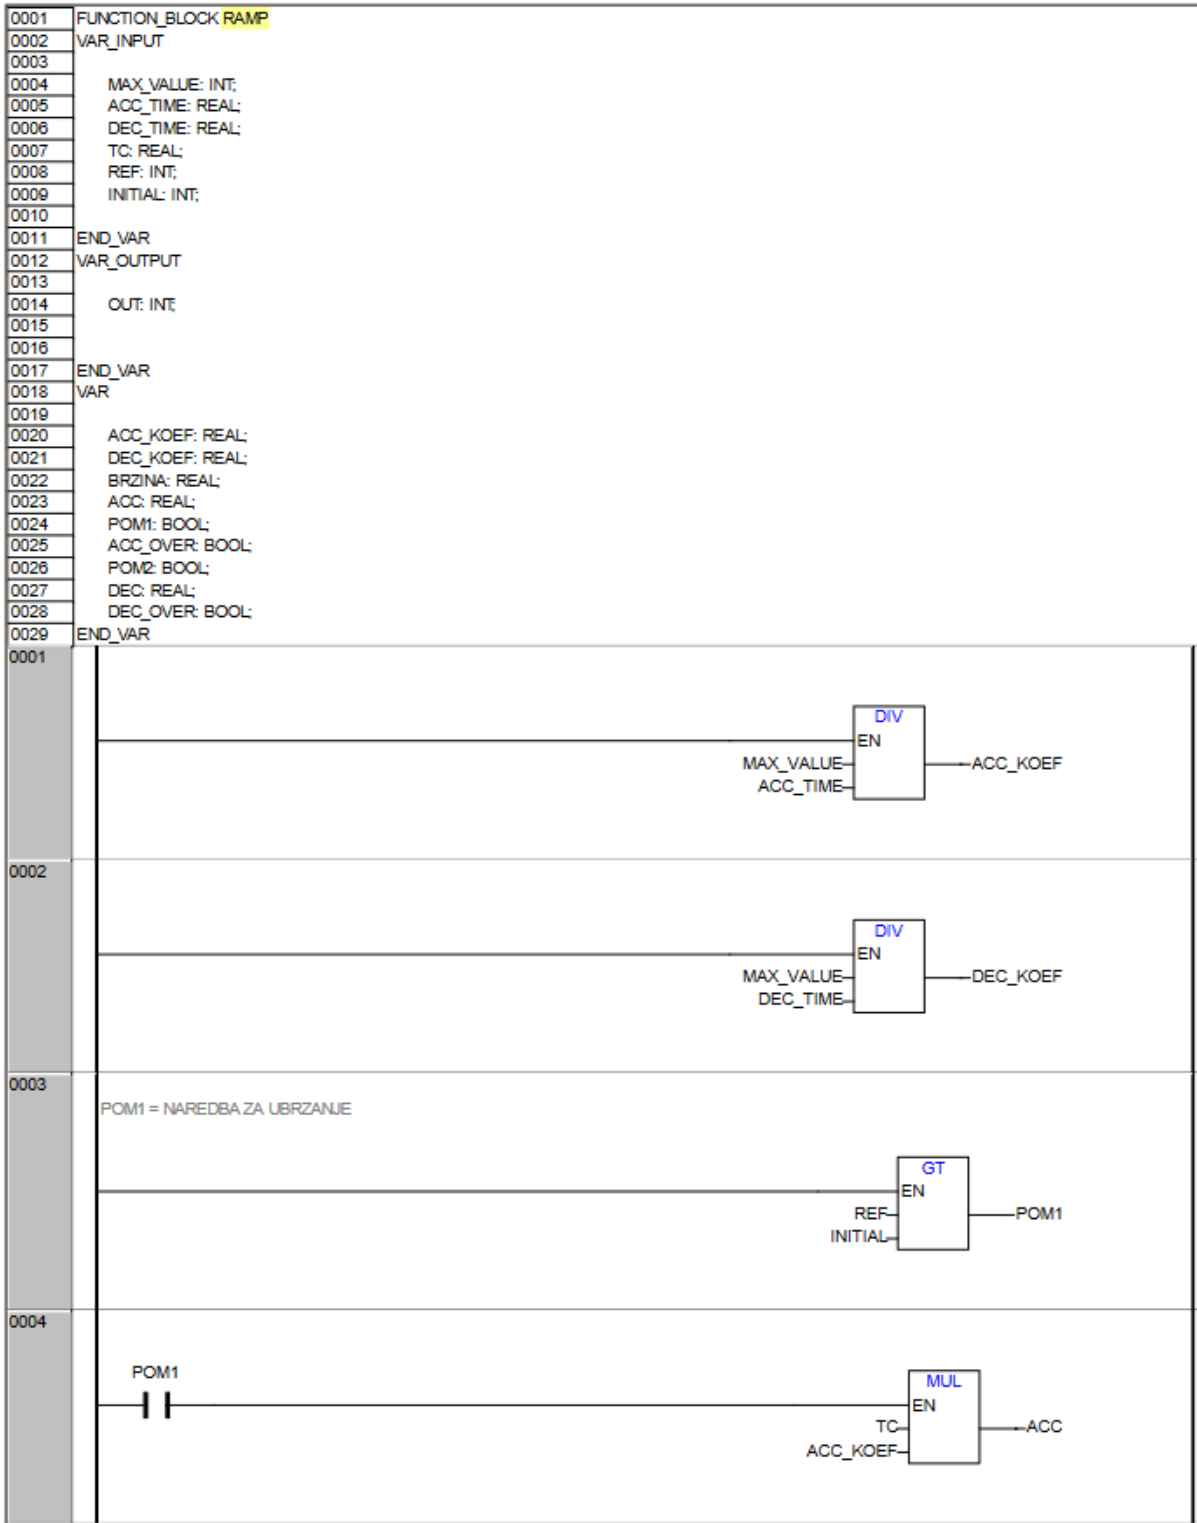 0001 FUNCTION_BLOCK RAMP
0002 VAR_INPUT
0003
0004 MAX_VALUE: INT;
0005 ACC_TIME: REAL;
0006 DEC_TIME: REAL;
0007 TC: REAL;
0008 REF: INT;
0009 INITIAL: INT;
0010
0011 END_VAR
0012 VAR_OUTPUT
0013
0014 OUT: INT;
0015
0016
0017 END_VAR
0018 VAR
0019
0020 ACC_KOEF: REAL;
0021 DEC_KOEF: REAL;
0022 BRZINA: REAL;
0023 ACC: REAL;
0024 POM1: BOOL;
0025 ACC_OVER: BOOL;
0026 POM2: BOOL;
0027 DEC: REAL;
0028 DEC_OVER: BOOL;
0029 END_VAR
0001
DIV
EN
MAX_VALUE ACC_KOEF
ACC_TIME
0002
DIV
EN
MAX_VALUE DEC_KOEF
DEC_TIME
0003
POM1 = NAREDBA ZA UBRZANJE
GT
EN
REF POM1
INITIAL
0004
POM1
MUL
EN
TC ACC
ACC_KOEF